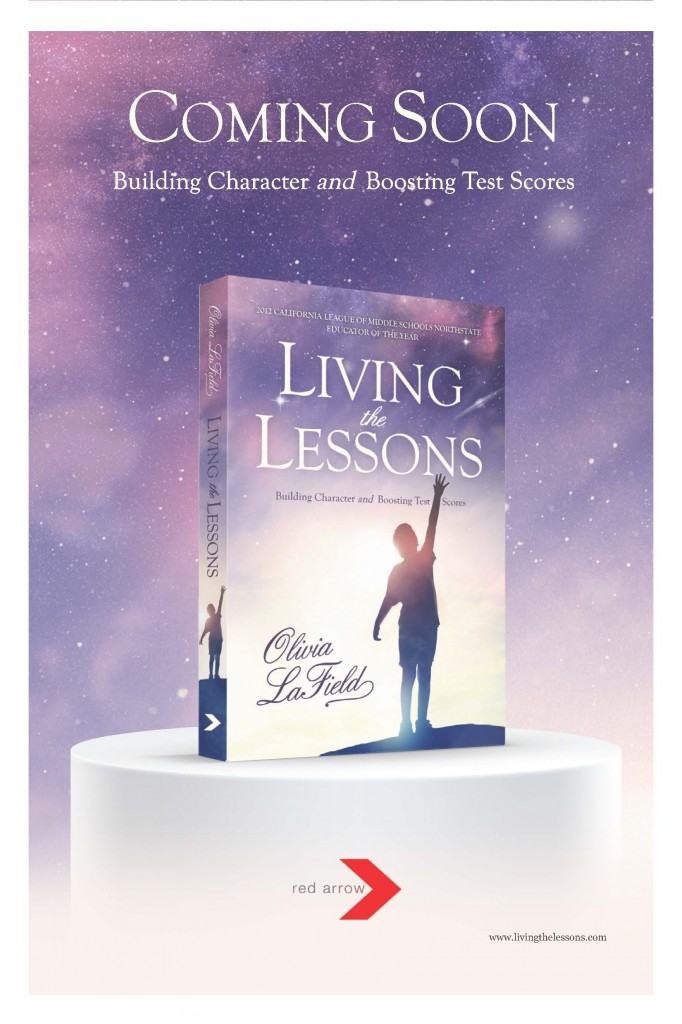 COMING SOON
Building Character and Boosting Test Scores
2012 CALIFORNIA LEAGUE OF MIDDLE SCHOOLS NORTHSTATE
EDUCATOR OF THE YEAR
LIVING
the
LESSONS
Building Character and Boosting Test Scores
Olivia
LaField
Olivia LaField
LIVING the LESSONS
red arrow
www.livingthelessons.com